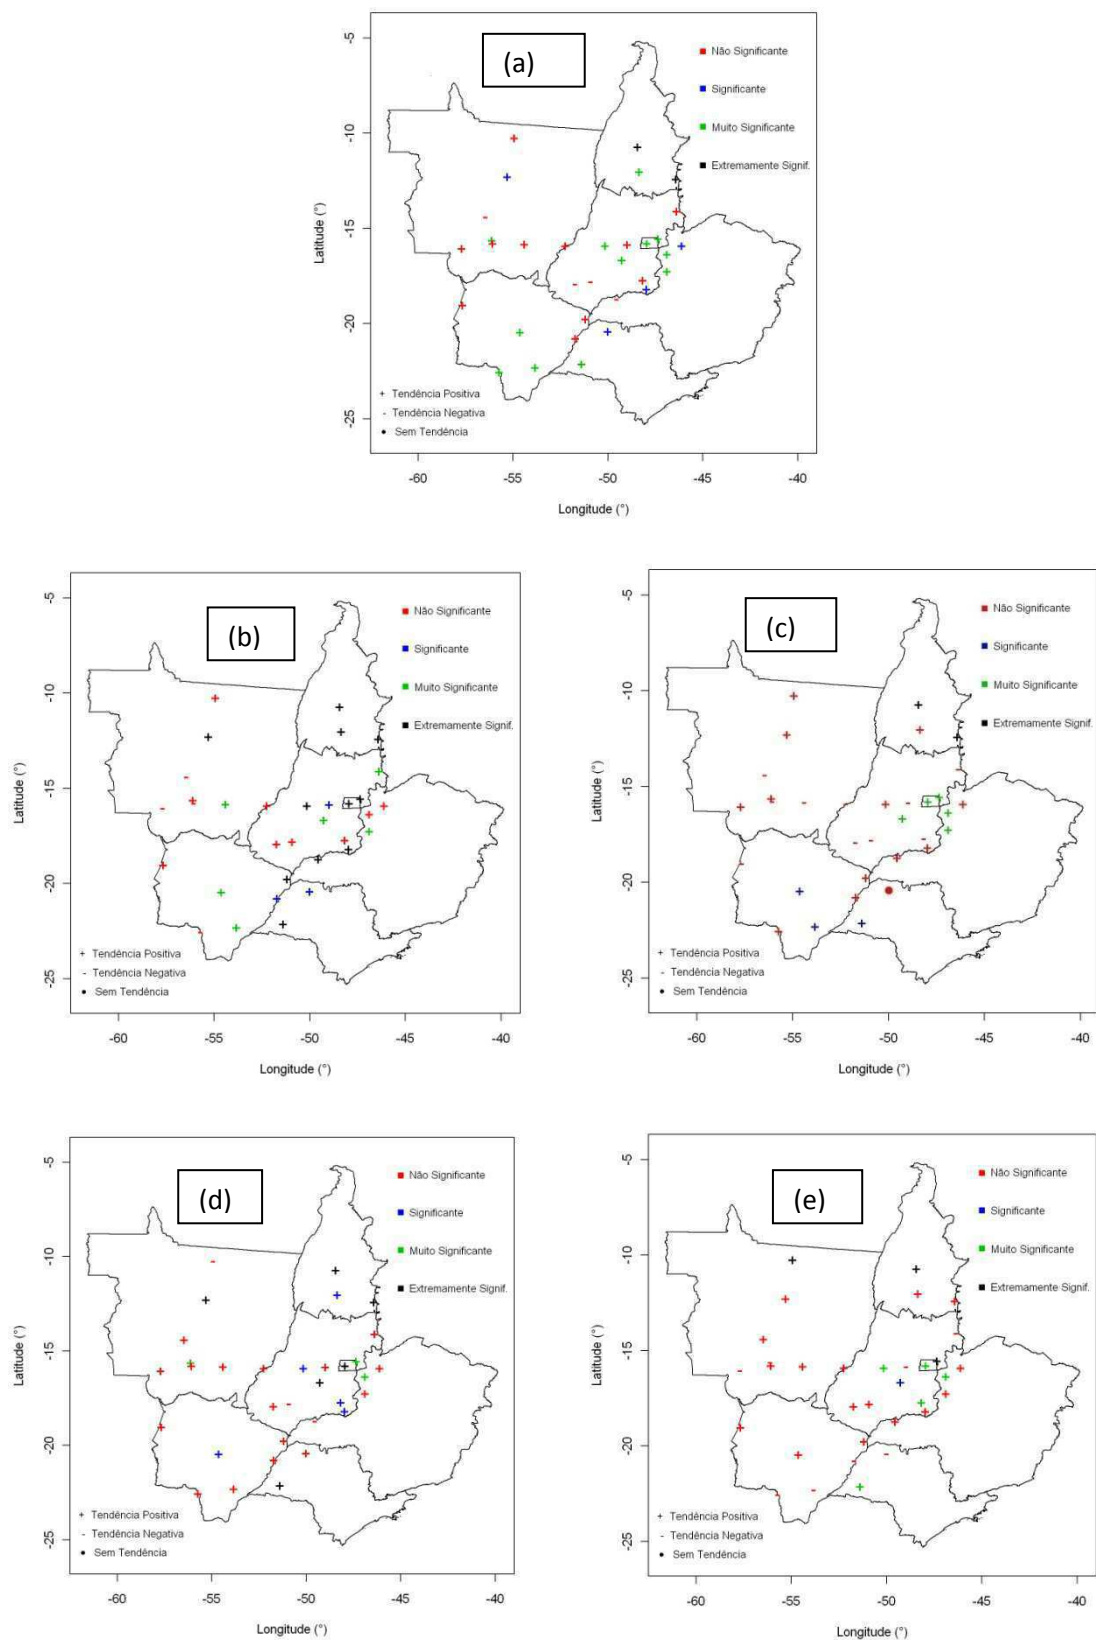 (a)
Não Significante
Significante
Muito Significante
Extremamente Signif.
Latitude (°)
-5
-10
-15
-20
-25
+ Tendência Positiva
- Tendência Negativa
● Sem Tendência
-60 -55 -50 -45 -40
Longitude (°)
(b)
Não Significante
Significante
Muito Significante
Extremamente Signif.
Latitude (°)
-5
-10
-15
-20
-25
+ Tendência Positiva
- Tendência Negativa
● Sem Tendência
-60 -55 -50 -45 -40
Longitude (°)
(c)
Não Significante
Significante
Muito Significante
Extremamente Signif.
Latitude (°)
-5
-10
-15
-20
-25
+ Tendência Positiva
- Tendência Negativa
● Sem Tendência
-60 -55 -50 -45 -40
Longitude (°)
(d)
Não Significante
Significante
Muito Significante
Extremamente Signif.
Latitude (°)
-5
-10
-15
-20
-25
+ Tendência Positiva
- Tendência Negativa
● Sem Tendência
-60 -55 -50 -45 -40
Longitude (°)
(e)
Não Significante
Significante
Muito Significante
Extremamente Signif.
Latitude (°)
-5
-10
-15
-20
-25
+ Tendência Positiva
- Tendência Negativa
● Sem Tendência
-60 -55 -50 -45 -40
Longitude (°)